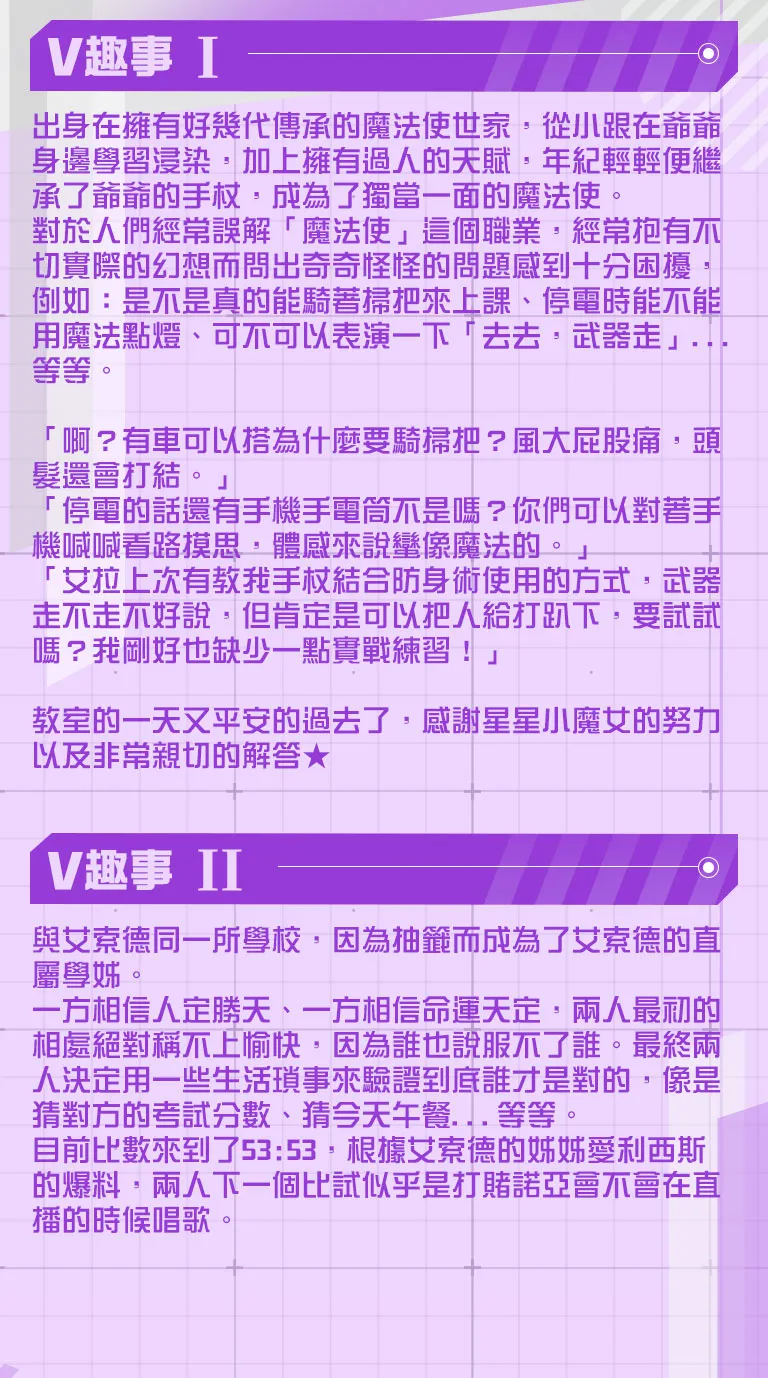 V趣事 I
出身在擁有好幾代傳承的魔法使世家，從小跟在爺爺
身邊學習浸染，加上擁有過人的天賦，年紀輕輕便繼
承了爺爺的手杖，成為了獨當一面的魔法使。
對於人們經常誤解「魔法使」這個職業，經常抱有不
切實際的幻想而問出奇奇怪怪的問題感到十分困擾，
例如：是不是真的能騎著掃把來上課、停電時能不能
用魔法點燈、可不可以表演一下「去去，武器走」...
等等。
「啊？有車可以搭為什麼要騎掃把？風大屁股痛，頭
髮還會打結。」
「停電的話還有手機手電筒不是嗎？你們可以對著手
機喊喊看路摸思，體感來說蠻像魔法的。」
「艾拉上次有教我手杖結合防身術使用的方式，武器
走不走不好說，但肯定是可以把人給打趴下，要試試
嗎？我剛好也缺少一點實戰練習！」
教室的一天又平安的過去了，感謝星星小魔女的努力
以及非常親切的解答★
V趣事 II
與艾索德同一所學校，因為抽籤而成為了艾索德的直
屬學姊。
一方相信人定勝天、一方相信命運天定，兩人最初的
相處絕對稱不上愉快，因為誰也說服不了誰。最終兩
人決定用一些生活瑣事來驗證到底誰才是對的，像是
猜對方的考試分數、猜今天午餐...等等。
目前比數來到了53:53，根據艾索德的姊姊愛利西斯
的爆料，兩人下一個比試似乎是打賭諾亞會不會在直
播的時候唱歌。